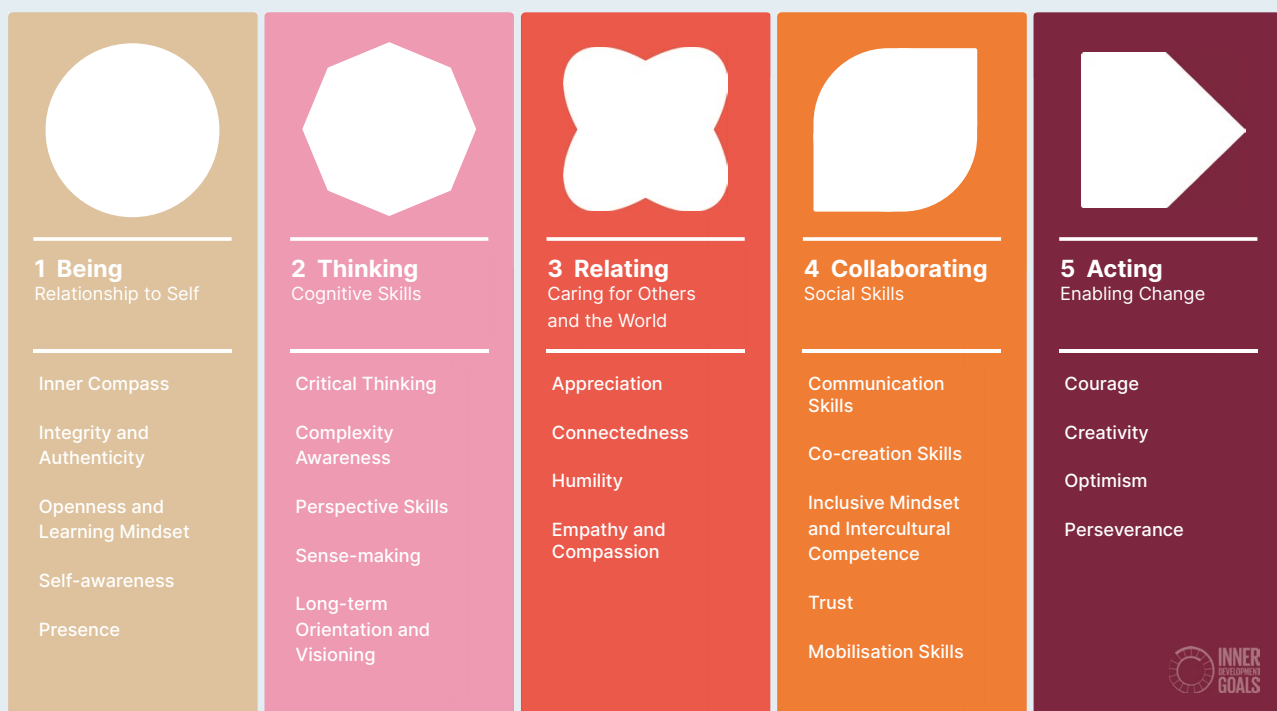 1 Being
Relationship to Self
Inner Compass
Integrity and
Authenticity
Openness and
Learning Mindset
Self-awareness
Presence
2 Thinking
Cognitive Skills
Critical Thinking
Complexity
Awareness
Perspective Skills
Sense-making
Long-term
Orientation and
Visioning
3 Relating
Caring for Others
and the World
Appreciation
Connectedness
Humility
Empathy and
Compassion
4 Collaborating
Social Skills
Communication
Skills
Co-creation Skills
Inclusive Mindset
and Intercultural
Competence
Trust
Mobilisation Skills
5 Acting
Enabling Change
Courage
Creativity
Optimism
Perseverance
INNER
DEVELOPMENT
GOALS